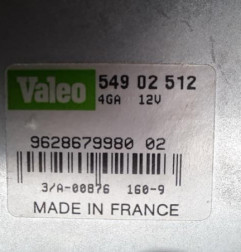 Valeo 549 02 512
4GA 12V
9628679980 02
3/A-00876 160-9
MADE IN FRANCE